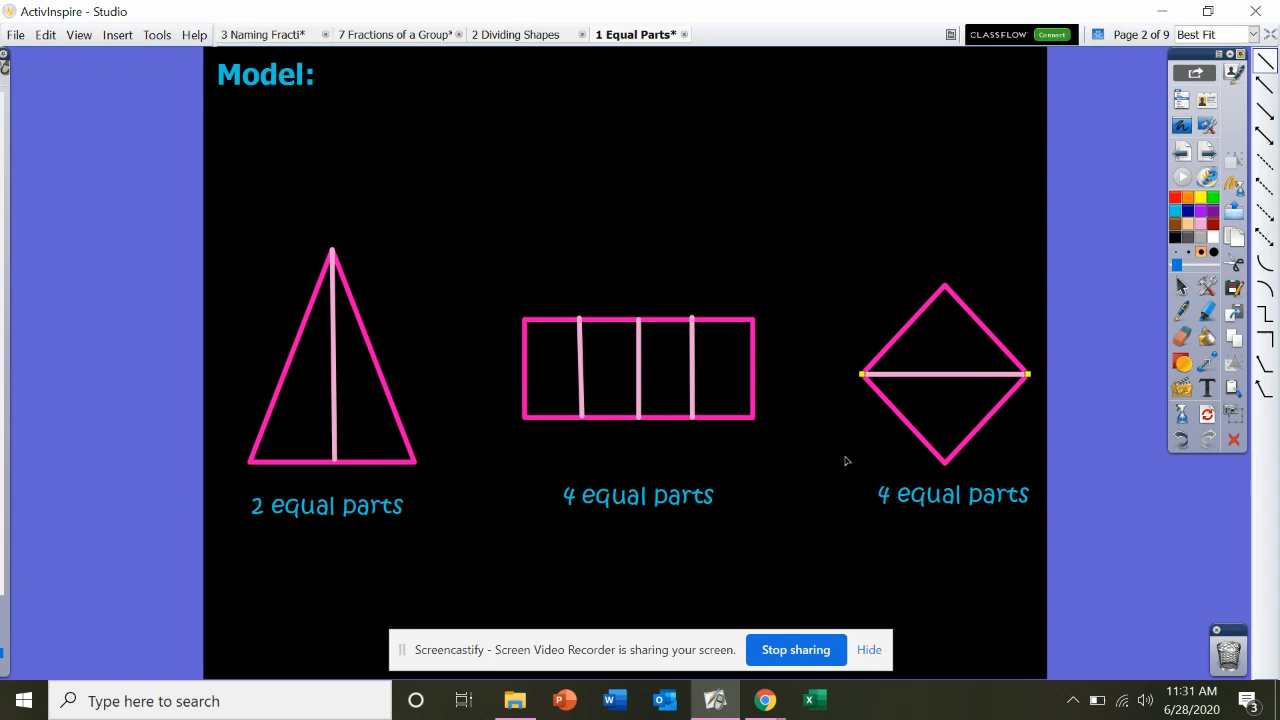 ActivInspire - Studio
File Edit View Insert Tools Help 3 Naming Fracti* 7 Fractions of a Group* 2 Dividing Shapes 1 Equal Parts* CLASSFLOW Connect Page 2 of 9 Best Fit
Model:
2 equal parts
4 equal parts
4 equal parts
Screencastify - Screen Video Recorder is sharing your screen. Stop sharing Hide
Type here to search
11:31 AM
6/28/2020
3